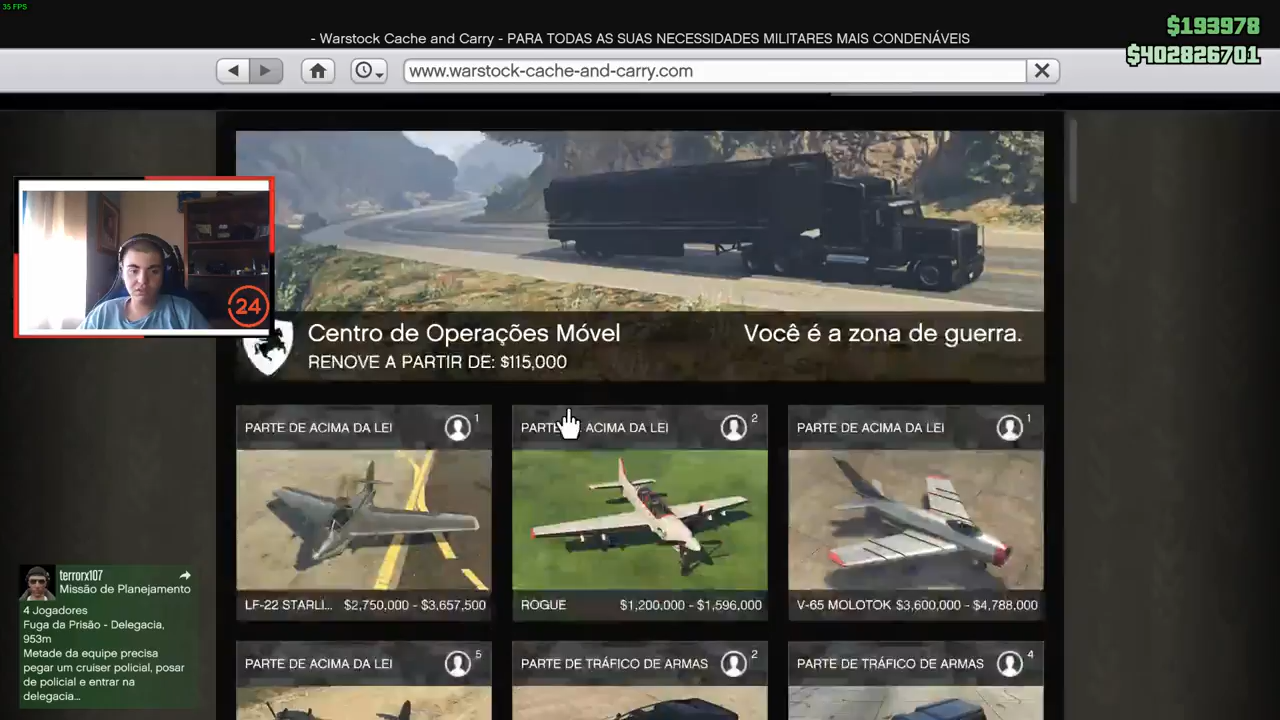 35 FPS
$193978
- Warstock Cache and Carry - PARA TODAS AS SUAS NECESSIDADES MILITARES MAIS CONDENÁVEIS
$402826701
www.warstock-cache-and-carry.com
Centro de Operações Móvel
Você é a zona de guerra.
RENOVE A PARTIR DE: $115,000
24
PARTE DE ACIMA DA LEI 1
PARTE ACIMA DA LEI 2
PARTE DE ACIMA DA LEI 1
LF-22 STARLI... $2,750,000 - $3,657,500
ROGUE $1,200,000 - $1,596,000
V-65 MOLOTOK $3,600,000 - $4,788,000
PARTE DE ACIMA DA LEI 5
PARTE DE TRÁFICO DE ARMAS 2
PARTE DE TRÁFICO DE ARMAS 4
terrorx107
Missão de Planejamento
4 Jogadores
Fuga da Prisão - Delegacia,
953m
Metade da equipe precisa
pegar um cruiser policial, posar
de policial e entrar na
delegacia...